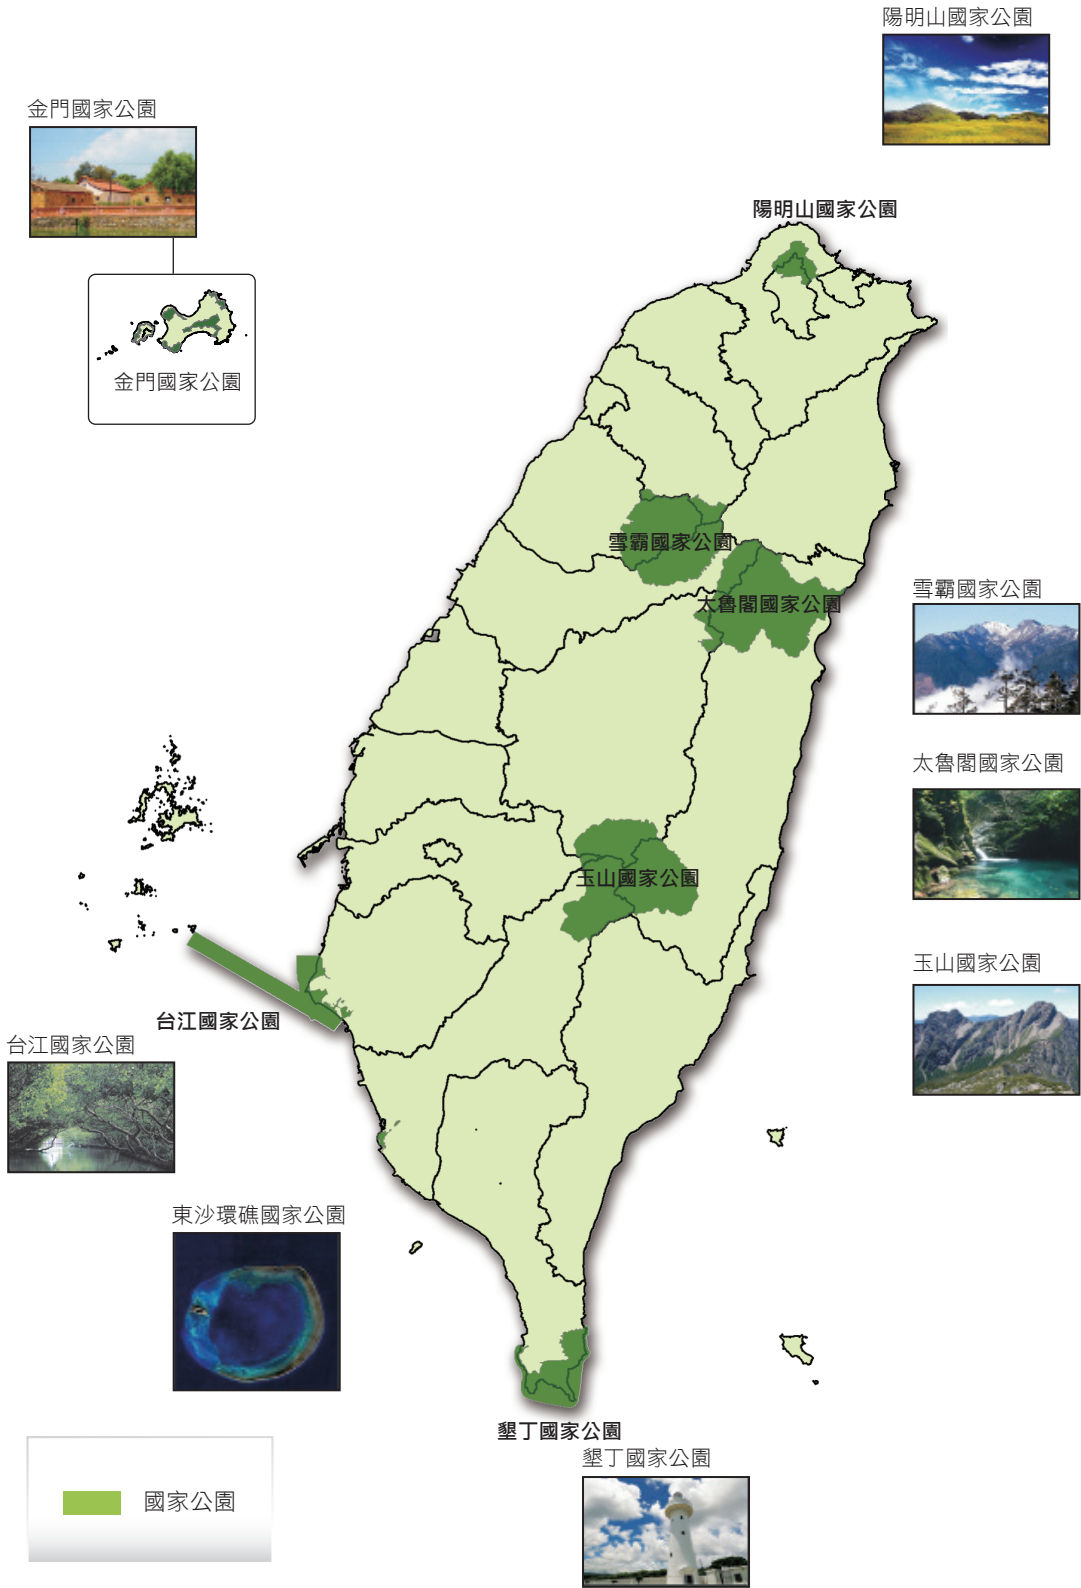 陽明山國家公園
金門國家公園
陽明山國家公園
金門國家公園
雪霸國家公園
雪霸國家公園
太魯閣國家公園
太魯閣國家公園
玉山國家公園
玉山國家公園
台江國家公園
台江國家公園
東沙環礁國家公園
墾丁國家公園
墾丁國家公園
國家公園